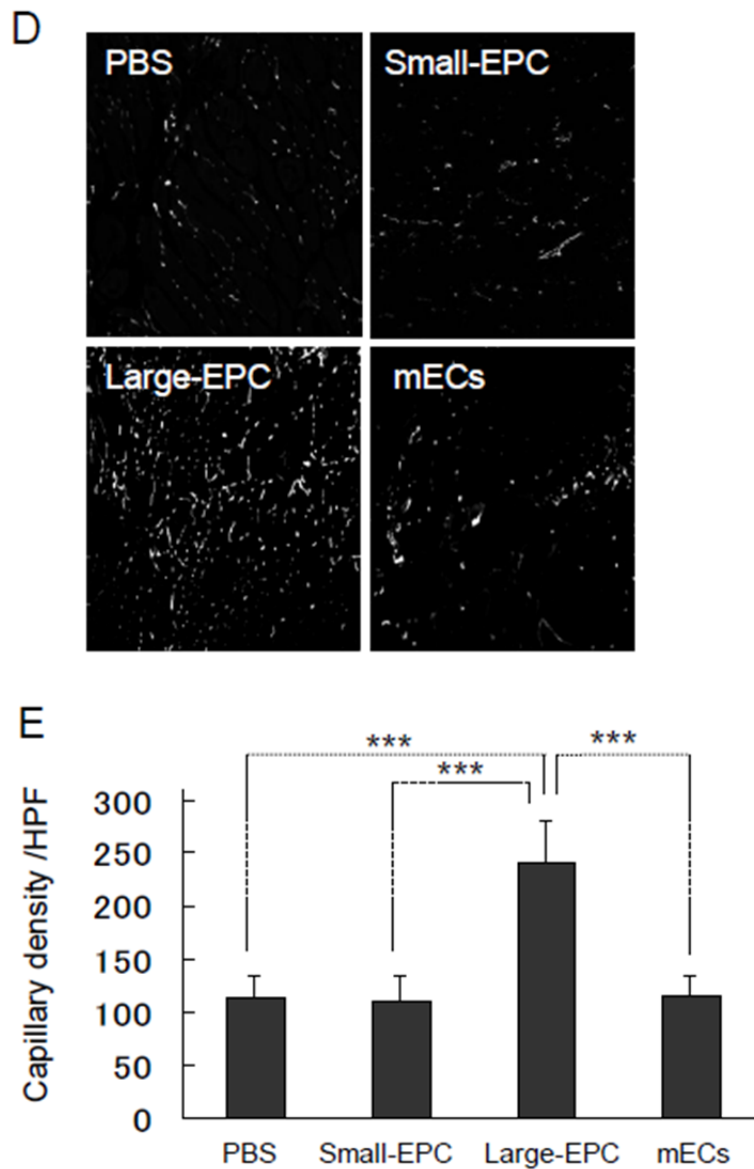 D
PBS
Small-EPC
Large-EPC
mECs
E
***
***
***
Capillary density /HPF
300
250
200
150
100
50
0
PBS
Small-EPC
Large-EPC
mECs